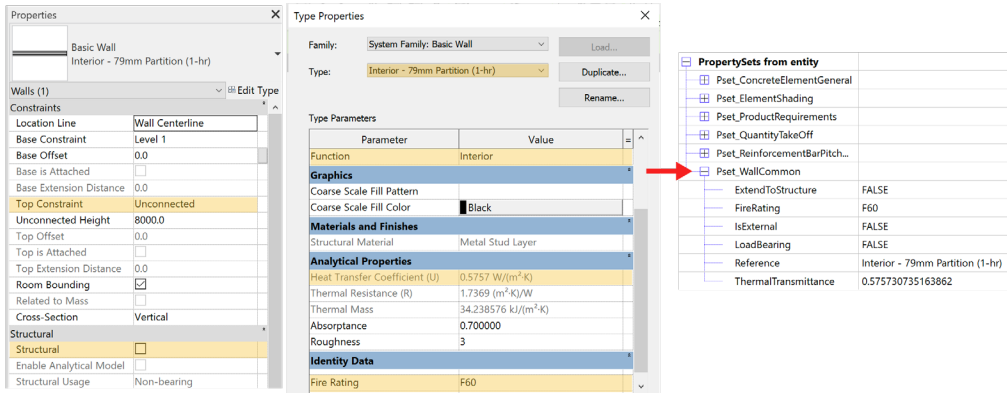 Properties
Basic Wall
Interior - 79mm Partition (1-hr)
Walls (1)
Edit Type
Constraints
Location Line Wall Centerline
Base Constraint Level 1
Base Offset 0.0
Base is Attached
Base Extension Distance 0.0
Top Constraint Unconnected
Unconnected Height 8000.0
Top Offset 0.0
Top is Attached
Top Extension Distance 0.0
Room Bounding
Related to Mass
Cross-Section Vertical
Structural
Structural
Enable Analytical Model
Structural Usage Non-bearing
Type Properties
Family: System Family: Basic Wall Load...
Type: Interior - 79mm Partition (1-hr) Duplicate...
Rename...
Type Parameters
Parameter Value =
Function Interior
Graphics
Coarse Scale Fill Pattern
Coarse Scale Fill Color Black
Materials and Finishes
Structural Material Metal Stud Layer
Analytical Properties
Heat Transfer Coefficient (U) 0.5757 W/(m²·K)
Thermal Resistance (R) 1.7369 (m²·K)/W
Thermal Mass 34.238576 kJ/(m²·K)
Absorptance 0.700000
Roughness 3
Identity Data
Fire Rating F60
PropertySets from entity
Pset_ConcreteElementGeneral
Pset_ElementShading
Pset_ProductRequirements
Pset_QuantityTakeOff
Pset_ReinforcementBarPitch...
Pset_WallCommon
ExtendToStructure FALSE
FireRating F60
IsExternal FALSE
LoadBearing FALSE
Reference Interior - 79mm Partition (1-hr)
ThermalTransmittance 0.575730735163862